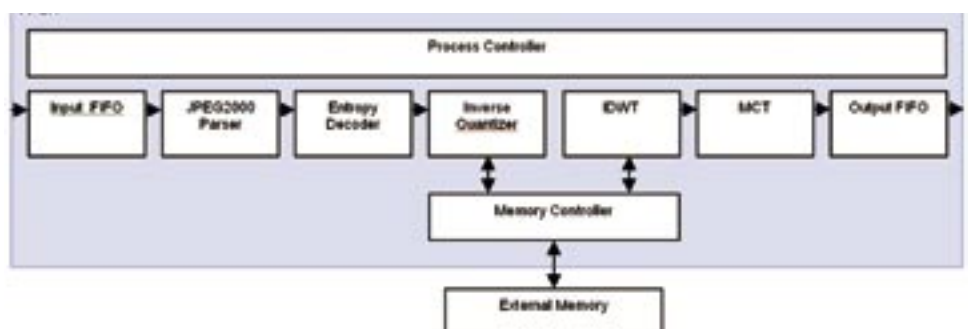 Process Controller
Input FIFO
JPEG2000
Parser
Entropy
Decoder
Inverse
Quantizer
IDWT
MCT
Output FIFO
Memory Controller
External Memory